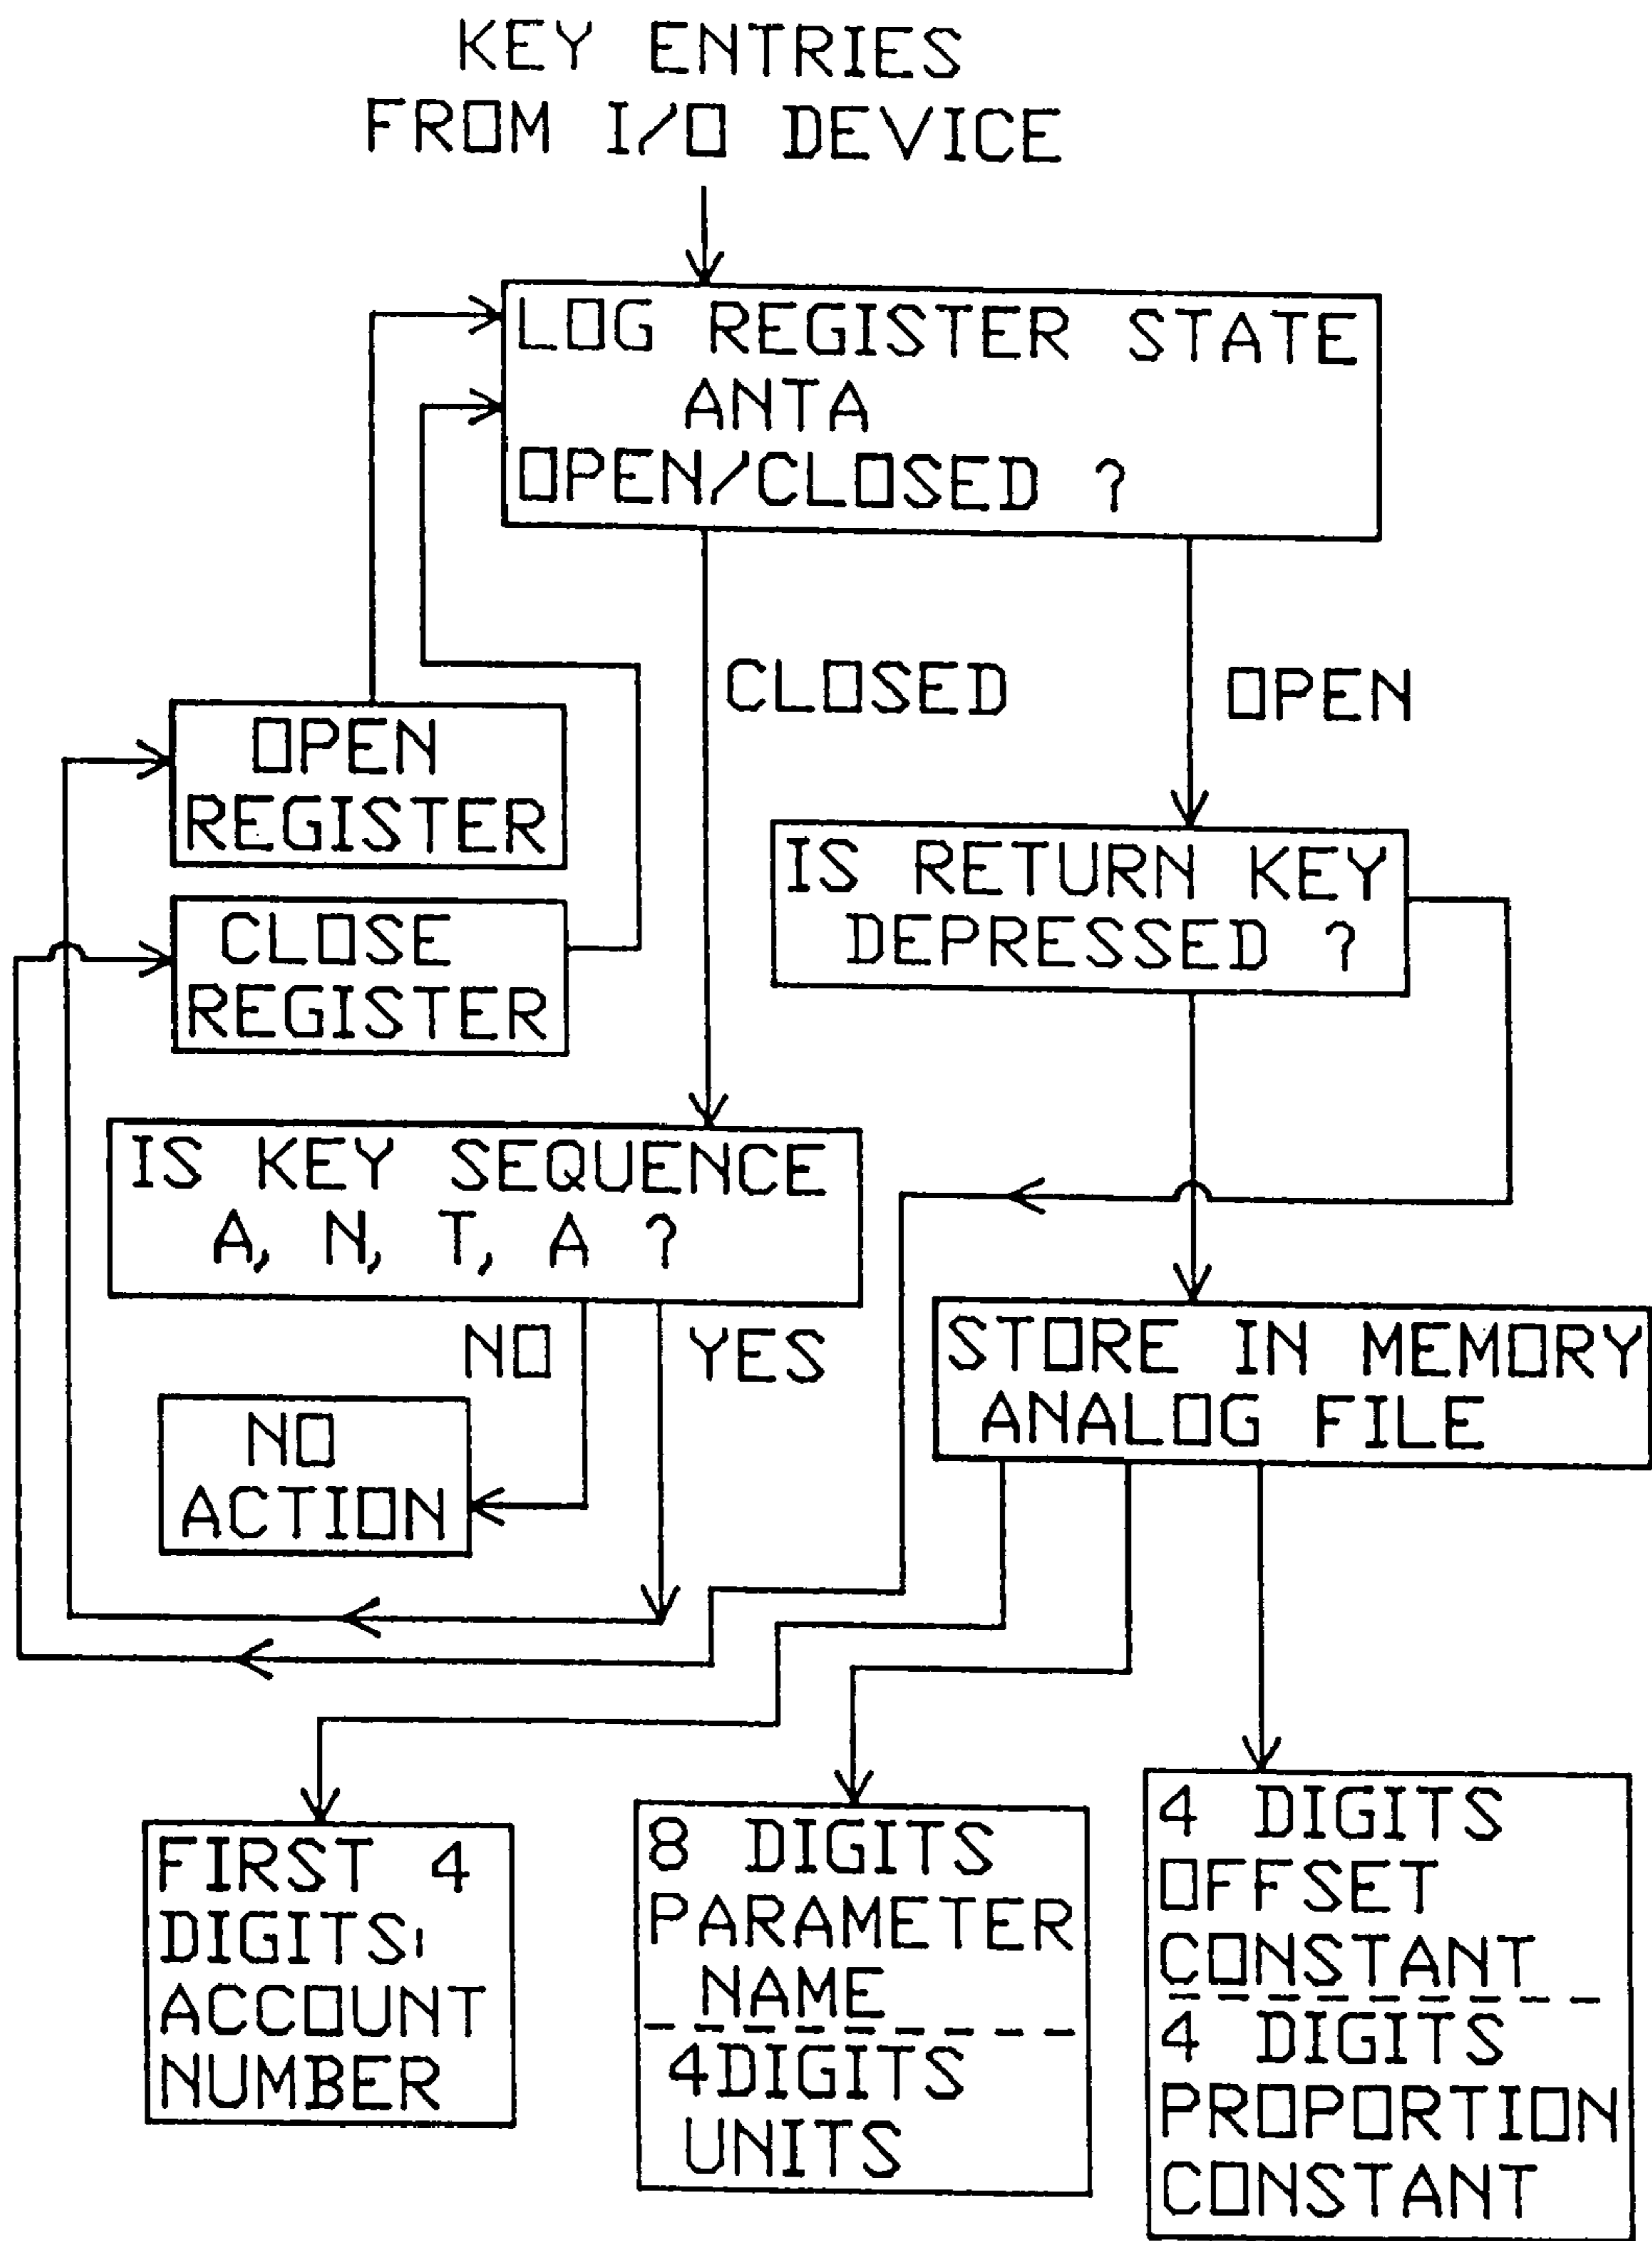 KEY ENTRIES
FROM I/O DEVICE
LOG REGISTER STATE
ANTA
OPEN/CLOSED ?
CLOSED
OPEN
OPEN
REGISTER
IS RETURN KEY
DEPRESSED ?
CLOSE
REGISTER
IS KEY SEQUENCE
A, N, T, A ?
NO
YES
STORE IN MEMORY
ANALOG FILE
NO
ACTION
FIRST 4
DIGITS:
ACCOUNT
NUMBER
8 DIGITS
PARAMETER
NAME
4DIGITS
UNITS
4 DIGITS
OFFSET
CONSTANT
4 DIGITS
PROPORTION
CONSTANT